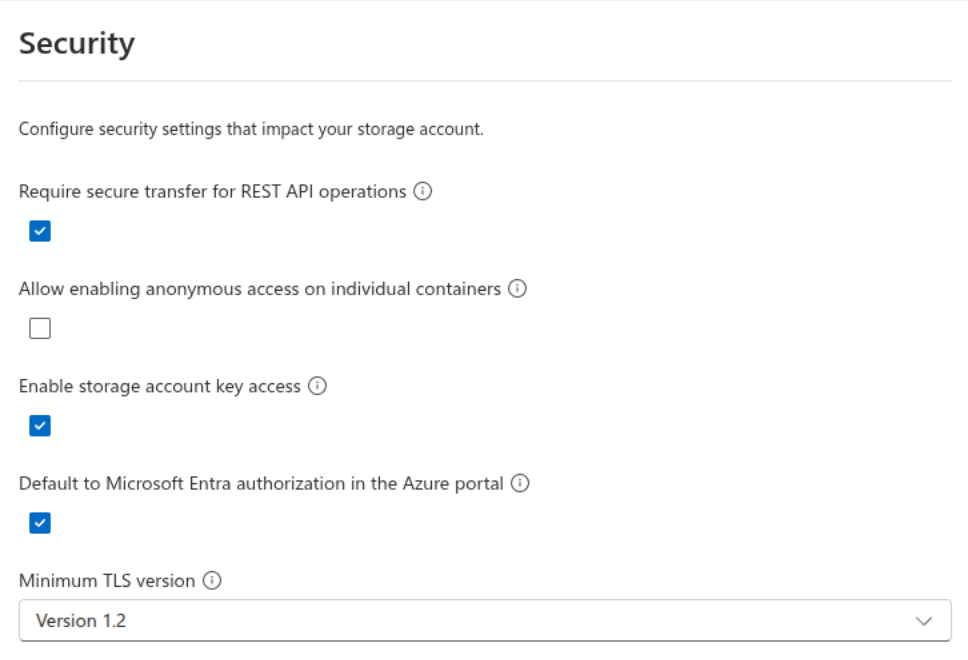 Security
Configure security settings that impact your storage account.
Require secure transfer for REST API operations
Allow enabling anonymous access on individual containers
Enable storage account key access
Default to Microsoft Entra authorization in the Azure portal
Minimum TLS version
Version 1.2